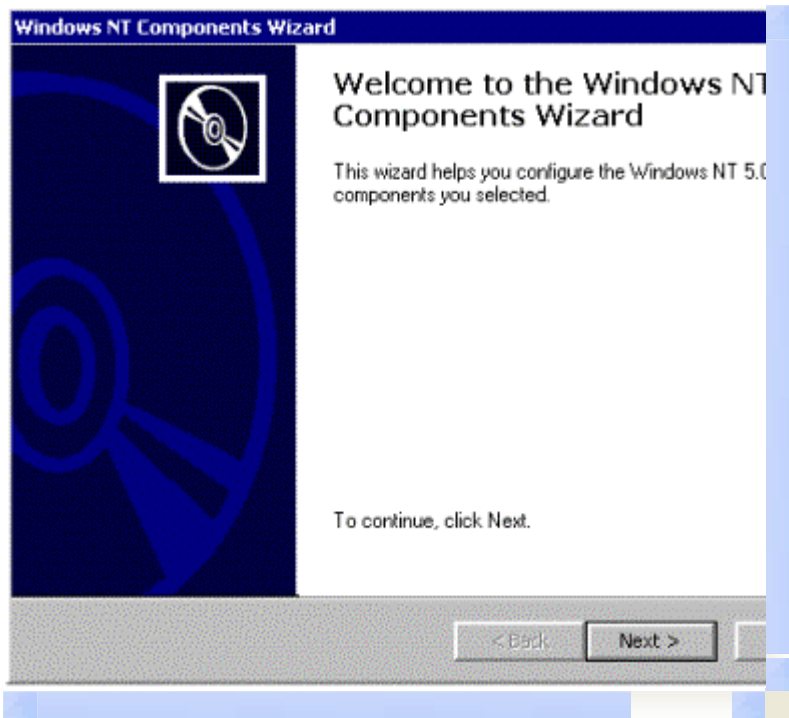 Windows NT Components Wizard
Welcome to the Windows NT
Components Wizard
This wizard helps you configure the Windows NT 5.0
components you selected.
To continue, click Next.
< Back
Next >